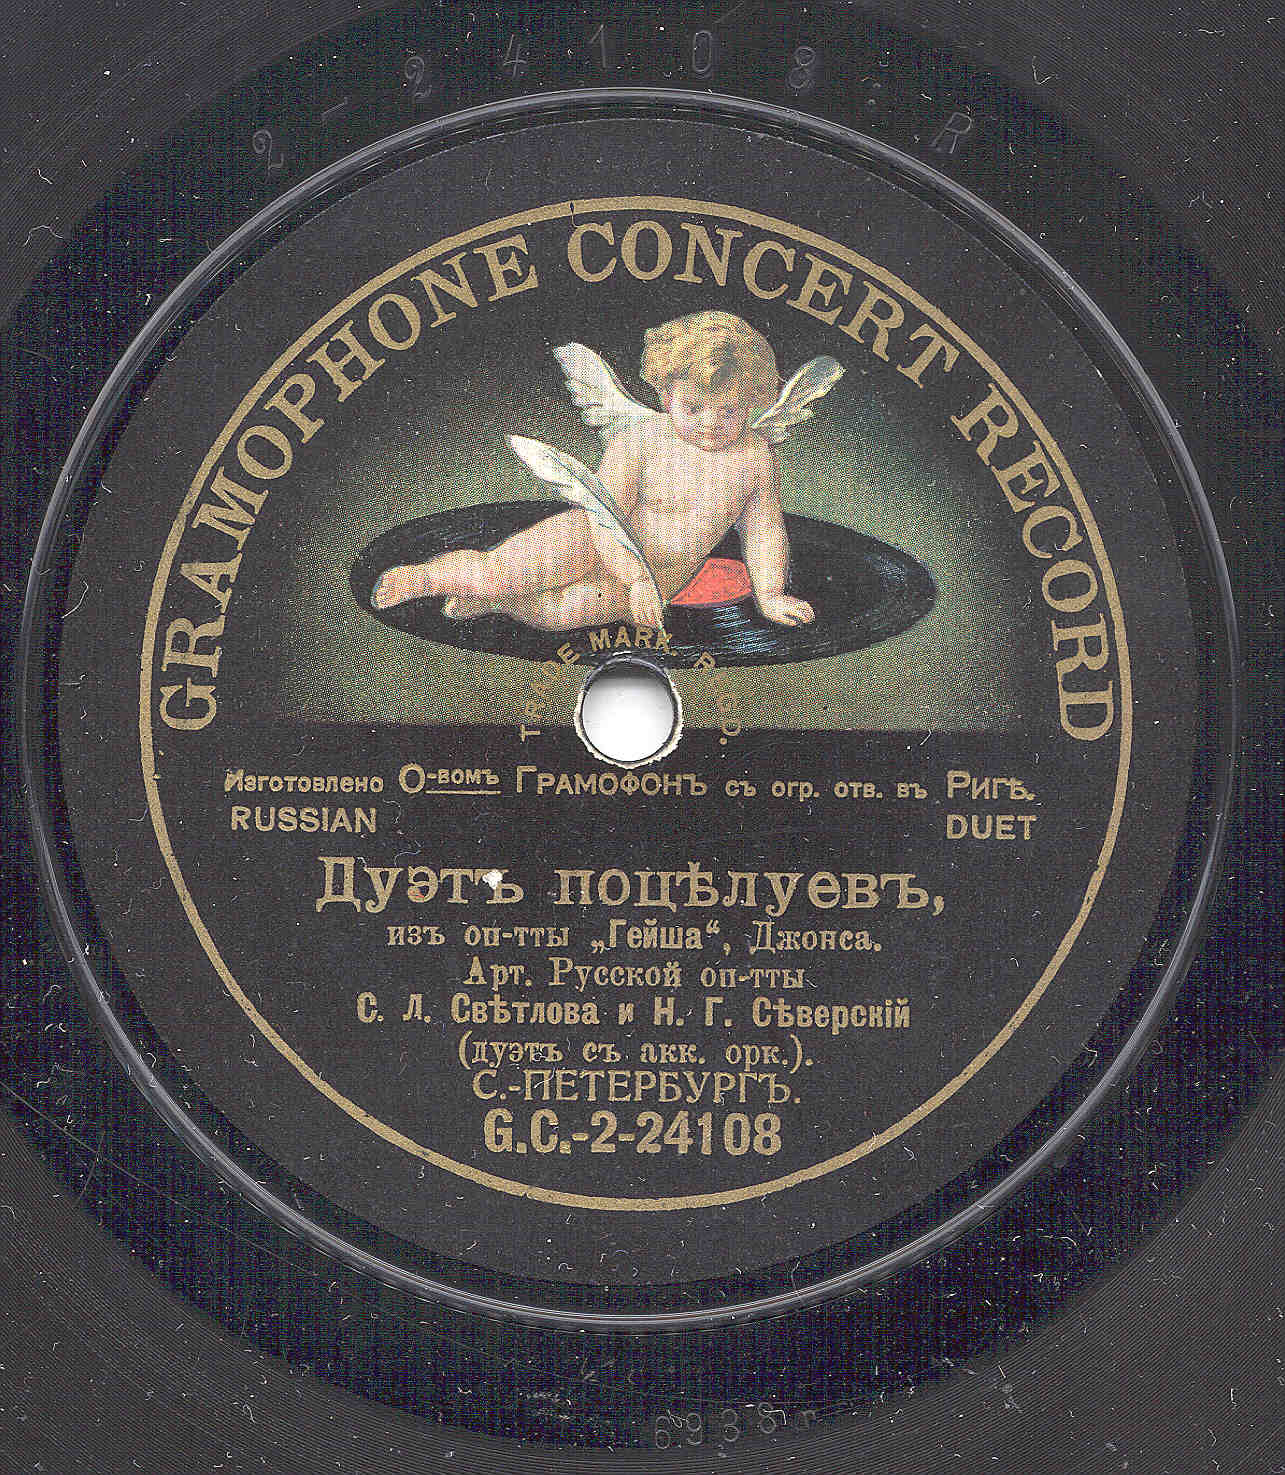 2-24108. R
GRAMOPHONE CONCERT RECORD
TRADE MARK.
Изготовлено О-вомъ Грамофонъ съ огр. отв. въ Ригѣ.
RUSSIAN DUET
Дуэтъ поцѣлуевъ,
изъ оп-тты „Гейша“, Джонса.
Арт. Русской оп-тты
С. Л. Свѣтлова и Н. Г. Сѣверскій
(дуэтъ съ акк. орк.).
С.-ПЕТЕРБУРГЪ.
G.C.-2-24108
6938 r